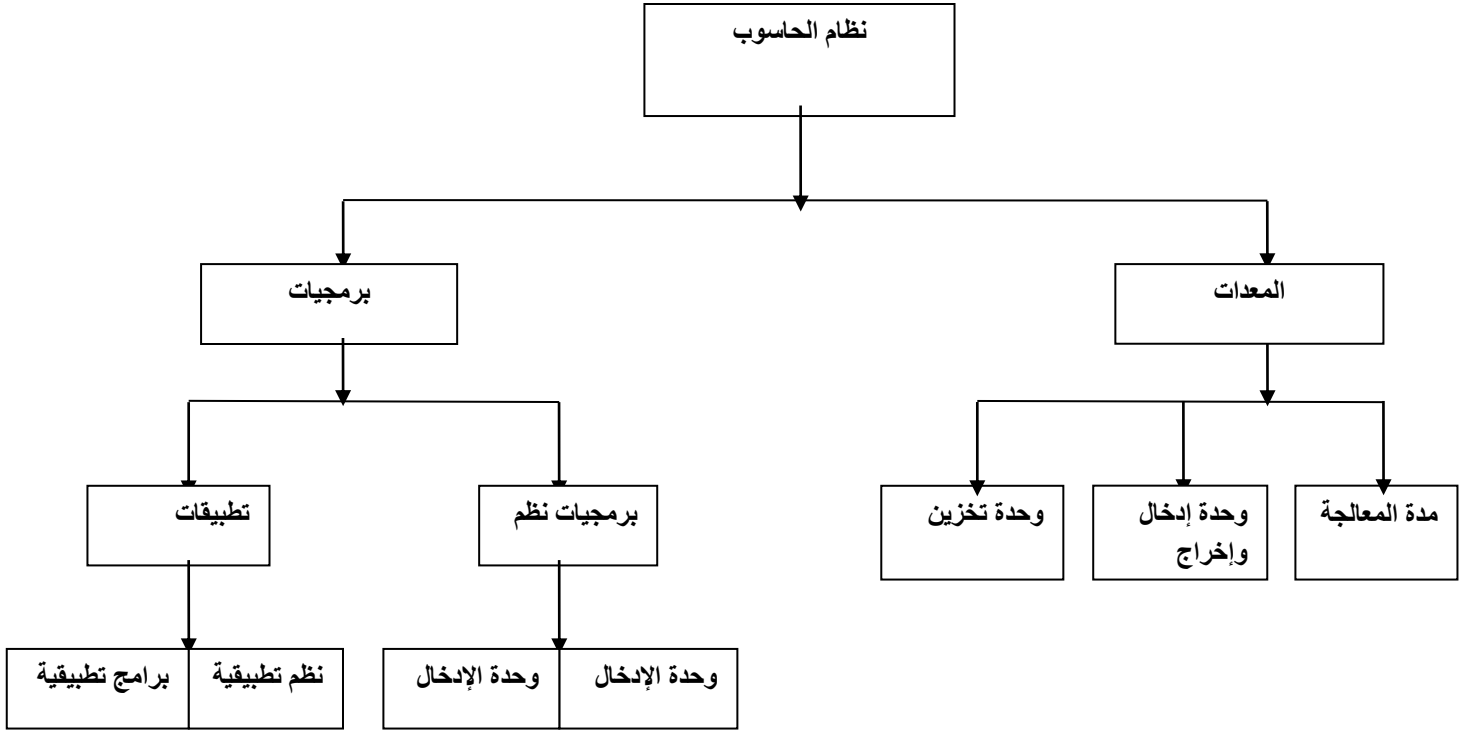 نظام الحاسوب
المعدات
برمجيات
مدة المعالجة
وحدة إدخال
وإخراج
وحدة تخزين
برمجيات نظم
تطبيقات
وحدة الإدخال
وحدة الإدخال
نظم تطبيقية
برامج تطبيقية